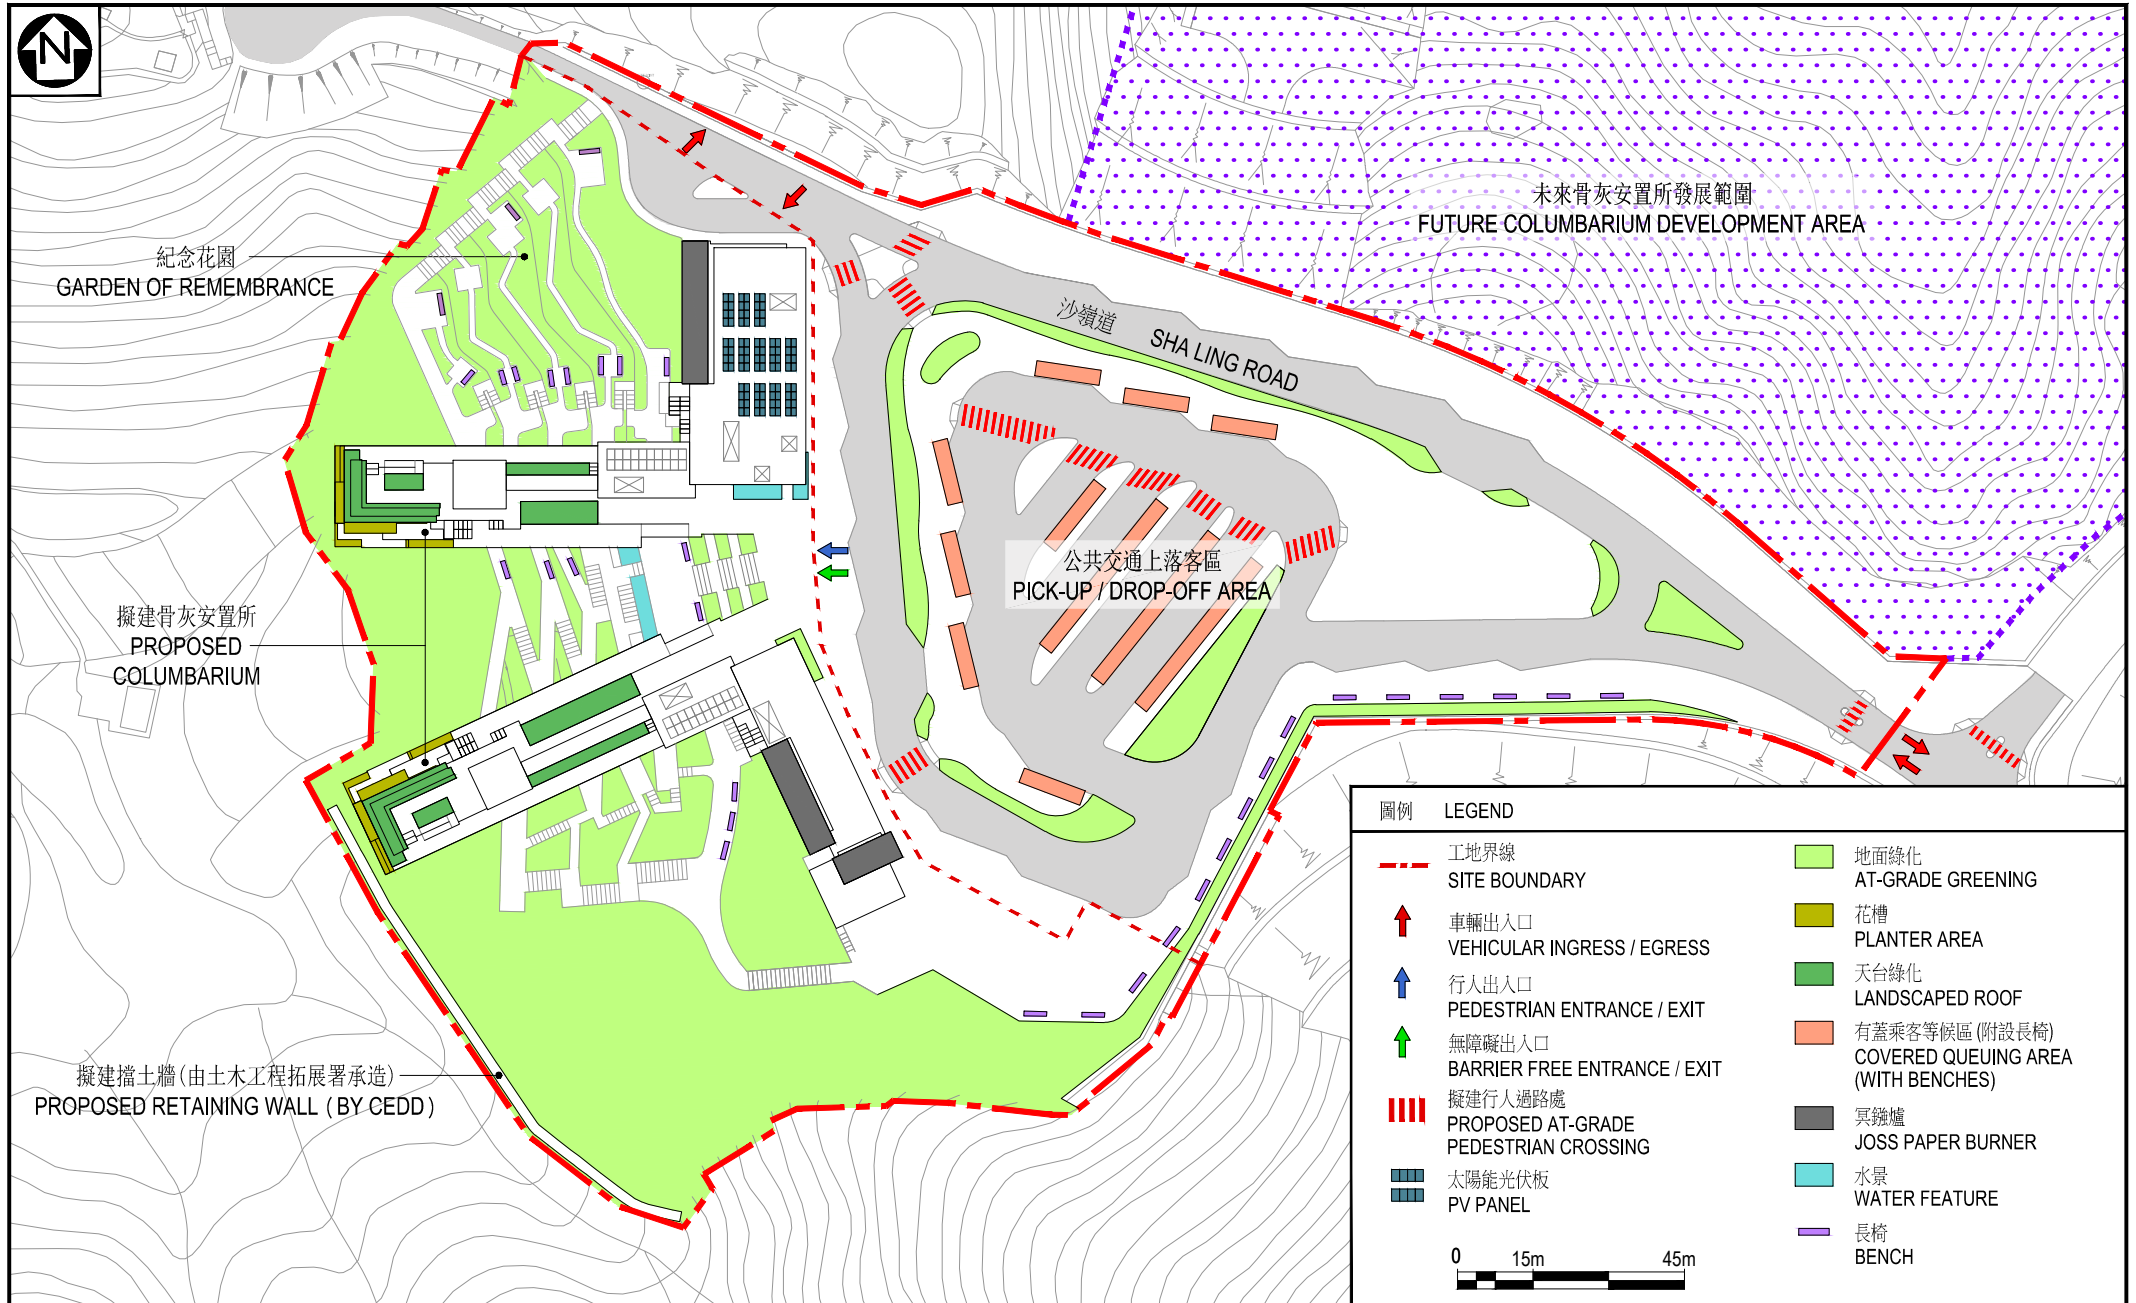 N
未來骨灰安置所發展範圍
FUTURE COLUMBARIUM DEVELOPMENT AREA
紀念花園
GARDEN OF REMEMBRANCE
沙嶺道 SHA LING ROAD
公共交通上落客區
PICK-UP / DROP-OFF AREA
擬建骨灰安置所
PROPOSED
COLUMBARIUM
擬建擋土牆(由土木工程拓展署承造)
PROPOSED RETAINING WALL ( BY CEDD )
圖例 LEGEND
工地界線
SITE BOUNDARY
車輛出入口
VEHICULAR INGRESS / EGRESS
行人出入口
PEDESTRIAN ENTRANCE / EXIT
無障礙出入口
BARRIER FREE ENTRANCE / EXIT
擬建行人過路處
PROPOSED AT-GRADE
PEDESTRIAN CROSSING
太陽能光伏板
PV PANEL
0 15m 45m
地面綠化
AT-GRADE GREENING
花槽
PLANTER AREA
天台綠化
LANDSCAPED ROOF
有蓋乘客等候區 (附設長椅)
COVERED QUEUING AREA
(WITH BENCHES)
冥鏹爐
JOSS PAPER BURNER
水景
WATER FEATURE
長椅
BENCH